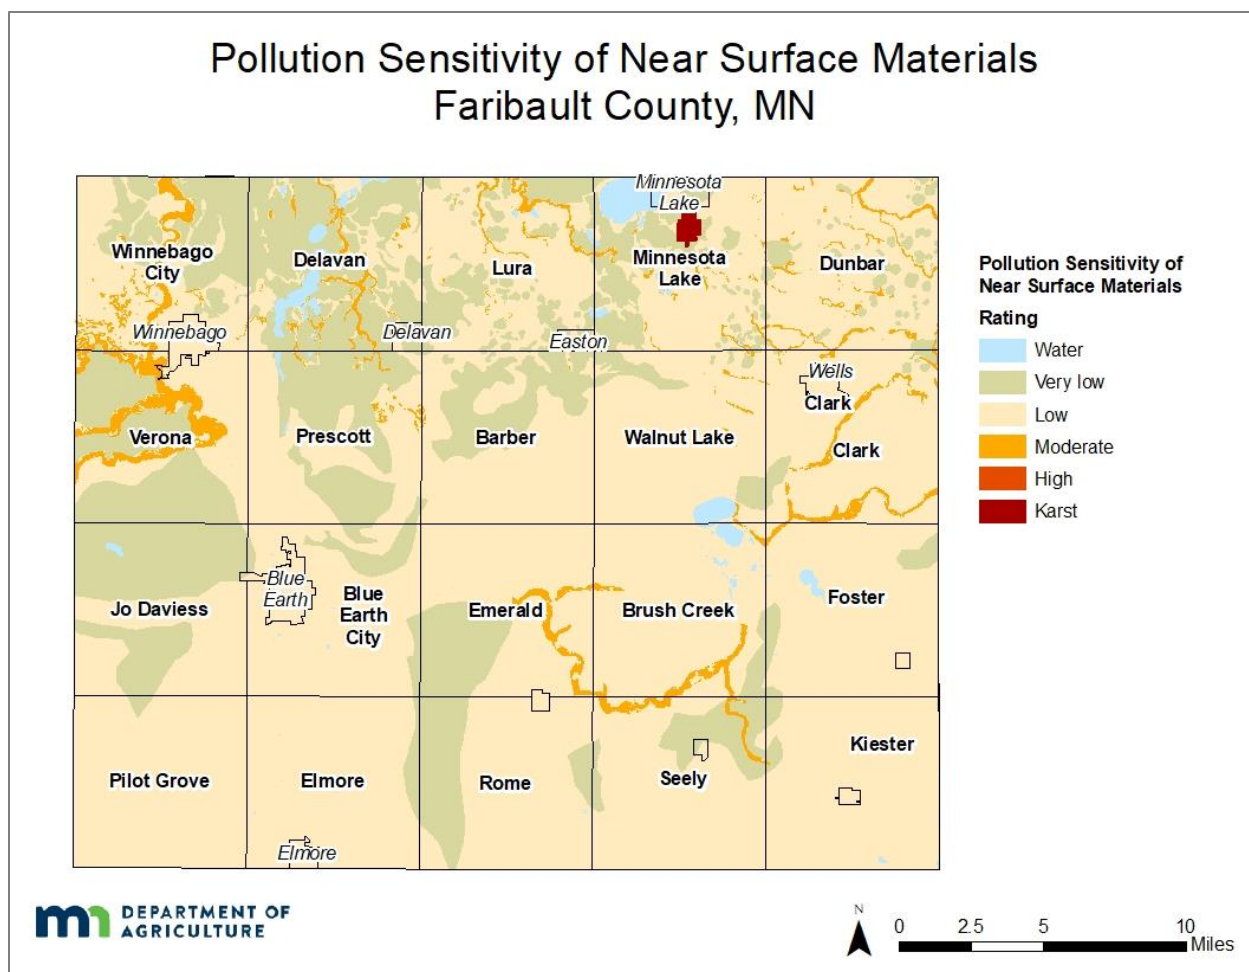 Pollution Sensitivity of Near Surface Materials
Faribault County, MN
Minnesota
Lake
Winnebago
City
Delavan
Lura
Minnesota
Lake
Dunbar
Winnebago
Delavan
Easton
Wells
Clark
Verona
Prescott
Barber
Walnut Lake
Clark
Blue
Earth
Jo Daviess
Blue
Earth
City
Emerald
Brush Creek
Foster
Pilot Grove
Elmore
Rome
Seely
Kiester
Elmore
Pollution Sensitivity of
Near Surface Materials
Rating
Water
Very low
Low
Moderate
High
Karst
mn DEPARTMENT OF
AGRICULTURE
N
0 2.5 5 10
Miles